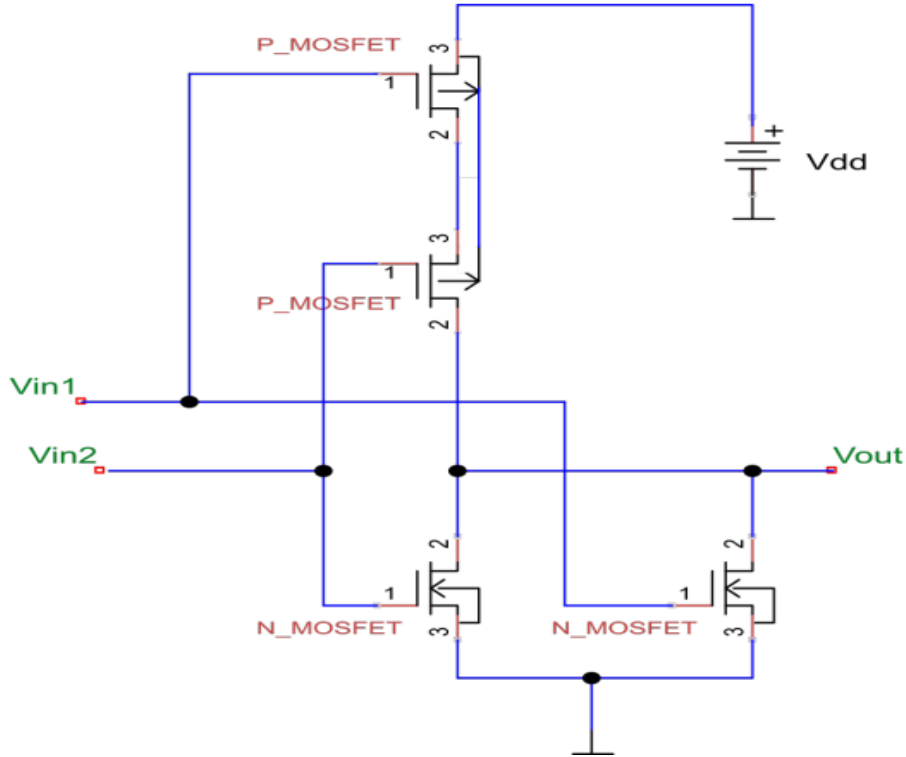 P_MOSFET
3
1
2
+
Vdd
3
1
P_MOSFET
2
Vin1
Vin2
Vout
2
1
N_MOSFET
3
2
1
N_MOSFET
3